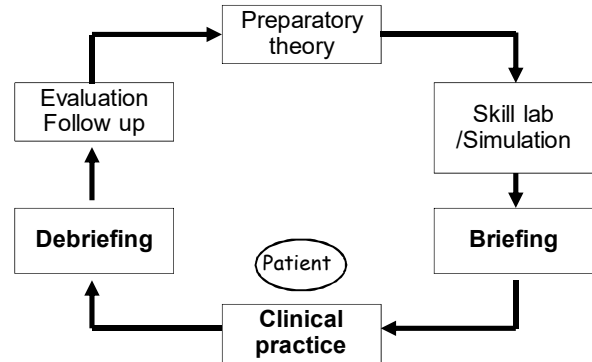 Preparatory
theory
Evaluation
Follow up
Skill lab
/Simulation
Debriefing
Briefing
Patient
Clinical
practice